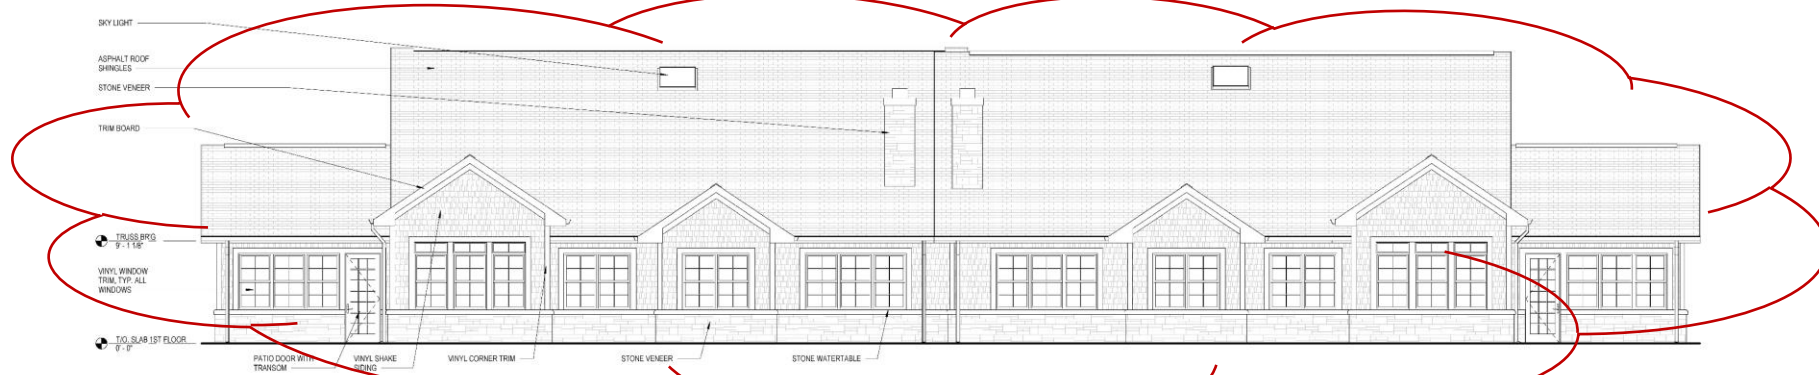 SKY LIGHT
ASPHALT ROOF
SHINGLES
STONE VENEER
TRIM BOARD
TRUSS BRG
9' - 1 1/8"
VINYL WINDOW
TRIM, TYP. ALL
WINDOWS
T.O. SLAB 1ST FLOOR
0' - 0"
PATIO DOOR WITH
TRANSOM
VINYL SHAKE
SIDING
VINYL CORNER TRIM
STONE VENEER
STONE WATERTABLE